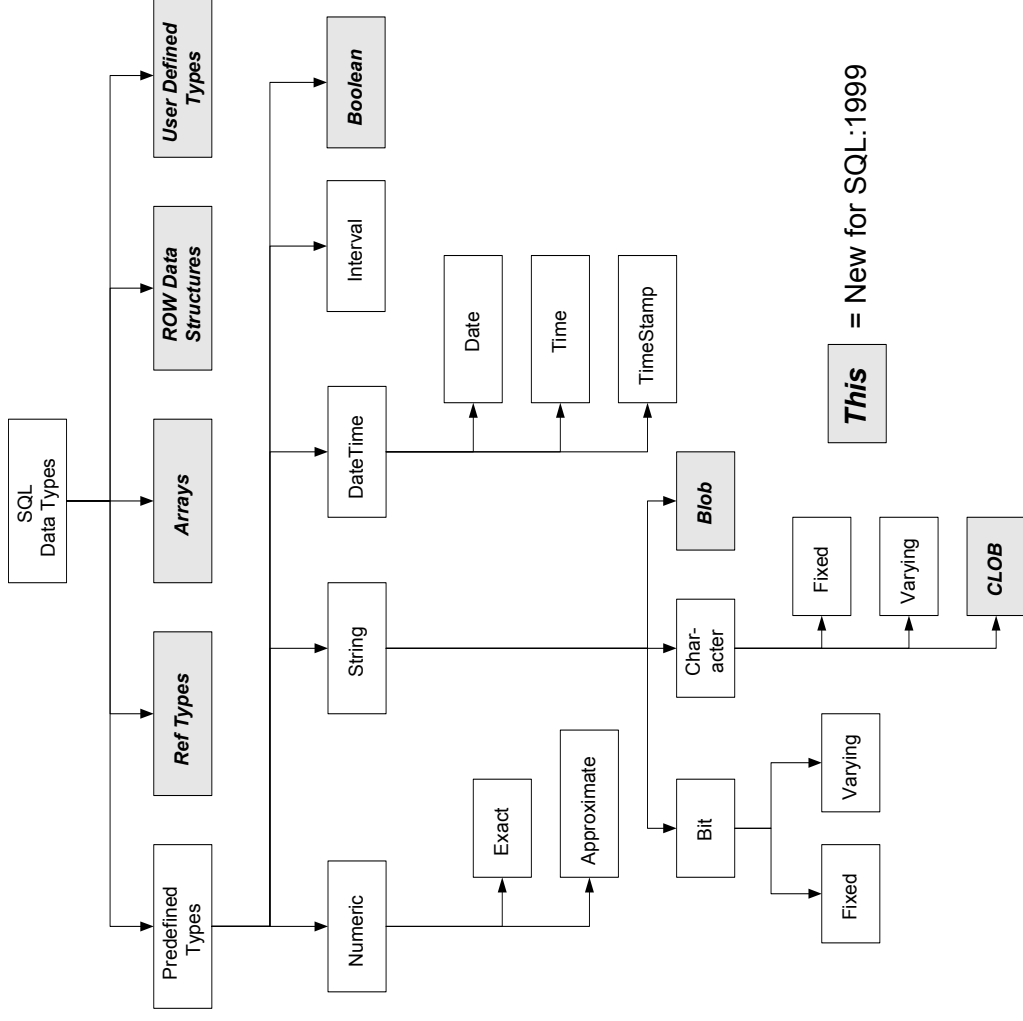 SQL
Data Types
Predefined
Types
Ref Types
Arrays
ROW Data
Structures
User Defined
Types
Numeric
String
DateTime
Interval
Boolean
Exact
Approximate
Date
Time
TimeStamp
Bit
Char-
acter
Blob
Fixed
Varying
Fixed
Varying
CLOB
This = New for SQL:1999